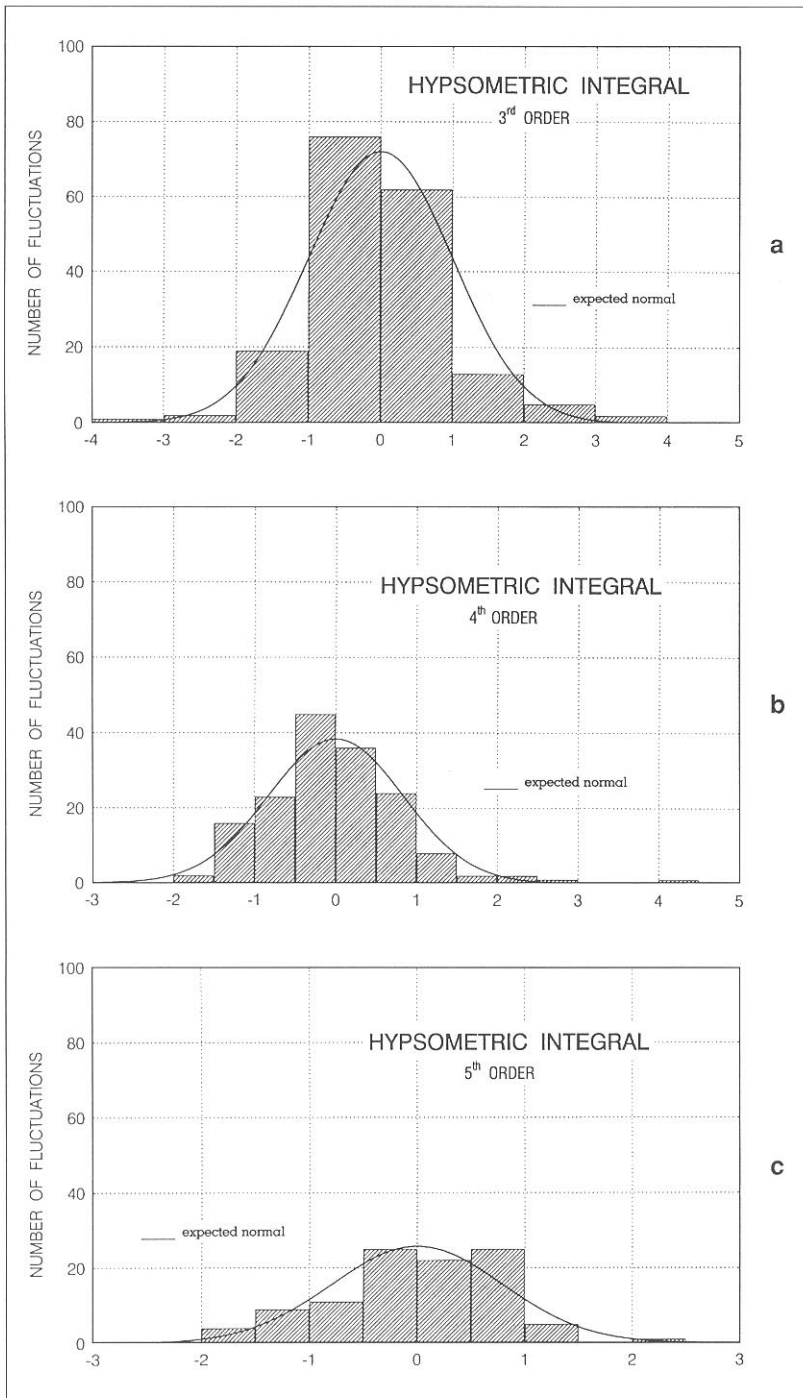 100
HYPSOMETRIC INTEGRAL
3rd ORDER
80
60
40
20
0
NUMBER OF FLUCTUATIONS
expected normal
a
-4 -3 -2 -1 0 1 2 3 4 5
100
HYPSOMETRIC INTEGRAL
4th ORDER
80
60
40
20
0
NUMBER OF FLUCTUATIONS
expected normal
b
-3 -2 -1 0 1 2 3 4 5
100
HYPSOMETRIC INTEGRAL
5th ORDER
80
60
40
20
0
NUMBER OF FLUCTUATIONS
expected normal
c
-3 -2 -1 0 1 2 3